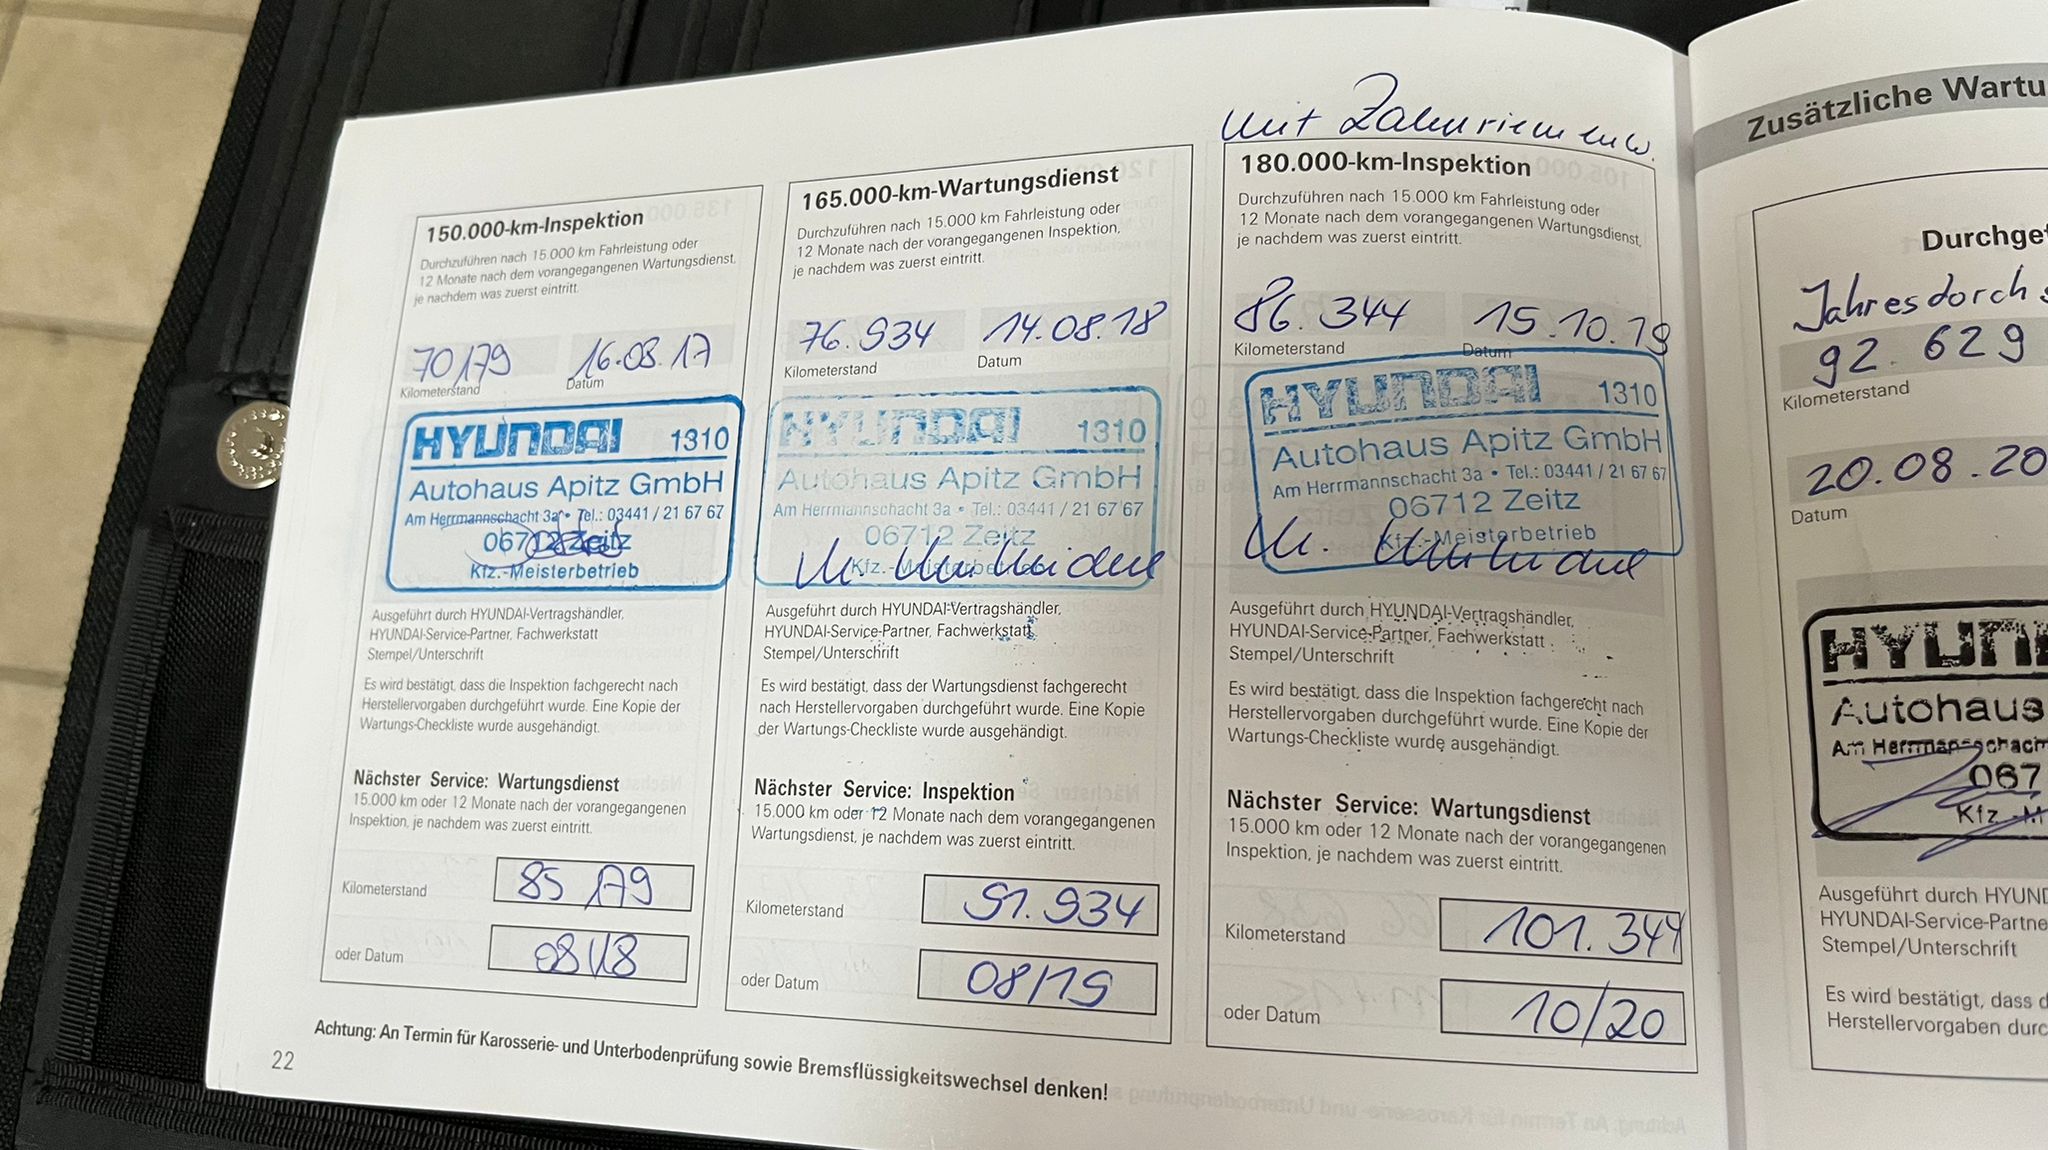 150.000-km-Inspektion
Durchzuführen nach 15.000 km Fahrleistung oder
12 Monate nach dem vorangegangenen Wartungsdienst,
je nachdem was zuerst eintritt.
70179 16.08.17
Kilometerstand Datum
HYUNDAI 1310
Autohaus Apitz GmbH
Am Herrmannschacht 3a • Tel.: 03441 / 21 67 67
06712 Zeitz
Kfz.-Meisterbetrieb
Ausgeführt durch HYUNDAI-Vertragshändler,
HYUNDAI-Service-Partner, Fachwerkstatt
Stempel/Unterschrift
Es wird bestätigt, dass die Inspektion fachgerecht nach
Herstellervorgaben durchgeführt wurde. Eine Kopie der
Wartungs-Checkliste wurde ausgehändigt.
Nächster Service: Wartungsdienst
15.000 km oder 12 Monate nach der vorangegangenen
Inspektion, je nachdem was zuerst eintritt.
Kilometerstand 85179
oder Datum 08/18
165.000-km-Wartungsdienst
Durchzuführen nach 15.000 km Fahrleistung oder
12 Monate nach der vorangegangenen Inspektion,
je nachdem was zuerst eintritt.
76.934 14.08.18
Kilometerstand Datum
HYUNDAI 1310
Autohaus Apitz GmbH
Am Herrmannschacht 3a • Tel.: 03441 / 21 67 67
06712 Zeitz
Kfz.-Meisterbetrieb
Ausgeführt durch HYUNDAI-Vertragshändler,
HYUNDAI-Service-Partner, Fachwerkstatt
Stempel/Unterschrift
Es wird bestätigt, dass der Wartungsdienst fachgerecht
nach Herstellervorgaben durchgeführt wurde. Eine Kopie
der Wartungs-Checkliste wurde ausgehändigt.
Nächster Service: Inspektion
15.000 km oder 12 Monate nach dem vorangegangenen
Wartungsdienst, je nachdem was zuerst eintritt.
Kilometerstand 91.934
oder Datum 08/19
mit Zahnriemenw.
180.000-km-Inspektion
Durchzuführen nach 15.000 km Fahrleistung oder
12 Monate nach dem vorangegangenen Wartungsdienst,
je nachdem was zuerst eintritt.
86.344 15.10.19
Kilometerstand Datum
HYUNDAI 1310
Autohaus Apitz GmbH
Am Herrmannschacht 3a • Tel.: 03441 / 21 67 67
06712 Zeitz
Kfz.-Meisterbetrieb
Ausgeführt durch HYUNDAI-Vertragshändler,
HYUNDAI-Service-Partner, Fachwerkstatt
Stempel/Unterschrift
Es wird bestätigt, dass die Inspektion fachgerecht nach
Herstellervorgaben durchgeführt wurde. Eine Kopie der
Wartungs-Checkliste wurde ausgehändigt.
Nächster Service: Wartungsdienst
15.000 km oder 12 Monate nach der vorangegangenen
Inspektion, je nachdem was zuerst eintritt.
Kilometerstand 101.344
oder Datum 10/20
Achtung: An Termin für Karosserie- und Unterbodenprüfung sowie Bremsflüssigkeitswechsel denken!
22
Zusätzliche Wartu
Durchge
Jahresdurch
92.629
Kilometerstand
20.08.20
Datum
HYUN
Autohaus
Am Herrmannschach
067
Kfz.-M
Ausgeführt durch HYUND
HYUNDAI-Service-Partne
Stempel/Unterschrift
Es wird bestätigt, dass d
Herstellervorgaben durc